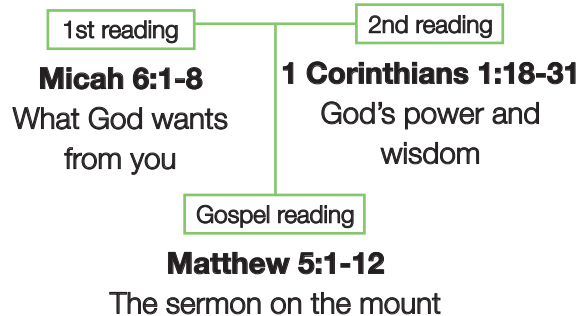 1st reading
Micah 6:1-8
What God wants
from you
2nd reading
1 Corinthians 1:18-31
God’s power and
wisdom
Gospel reading
Matthew 5:1-12
The sermon on the mount